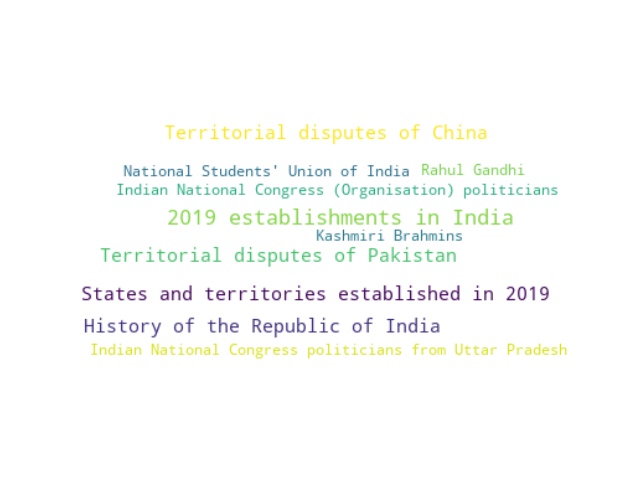 Territorial disputes of China
National Students' Union of India
Rahul Gandhi
Indian National Congress (Organisation) politicians
2019 establishments in India
Kashmiri Brahmins
Territorial disputes of Pakistan
States and territories established in 2019
History of the Republic of India
Indian National Congress politicians from Uttar Pradesh